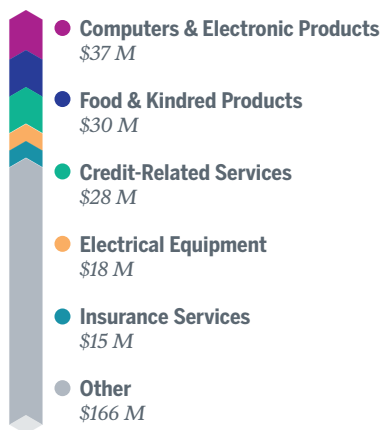 Computers & Electronic Products
$37 M
Food & Kindred Products
$30 M
Credit-Related Services
$28 M
Electrical Equipment
$18 M
Insurance Services
$15 M
Other
$166 M